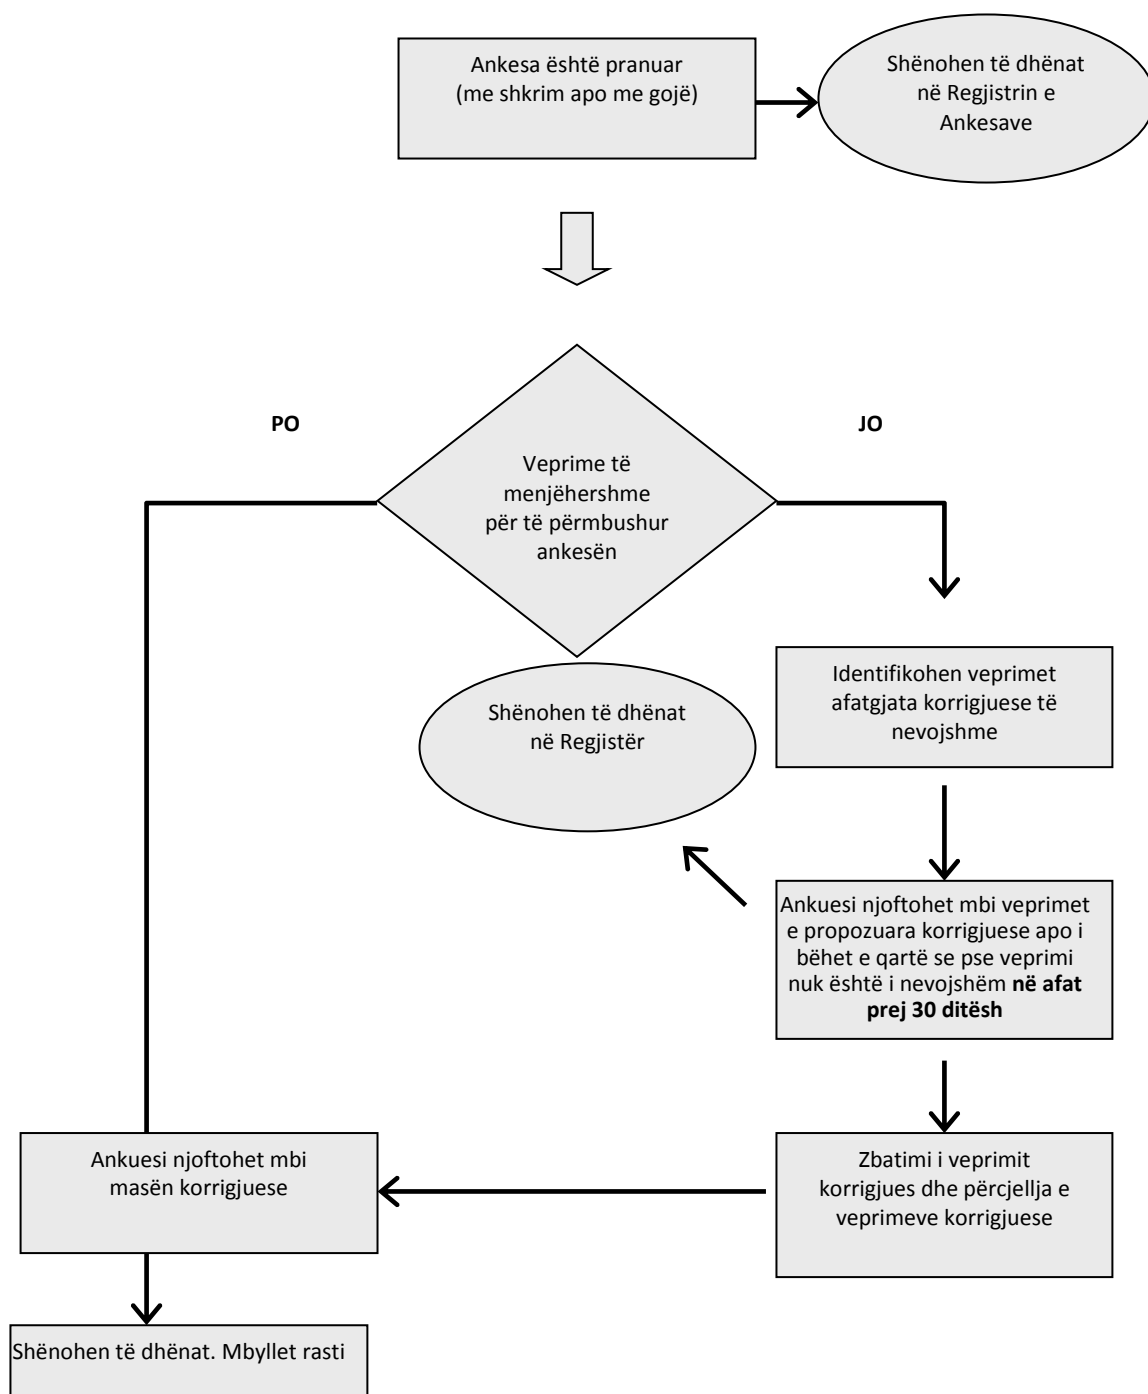 Ankesa është pranuar
(me shkrim apo me gojë)
Shënohen të dhënat
në Regjistrin e
Ankesave
PO
JO
Veprime të
menjëhershme
për të përmbushur
ankesën
Shënohen të dhënat
në Regjistër
Identifikohen veprimet
afatgjata korrigjuese të
nevojshme
Ankuesi njoftohet mbi veprimet
e propozuara korrigjuese apo i
bëhet e qartë se pse veprimi
nuk është i nevojshëm në afat
prej 30 ditësh
Zbatimi i veprimit
korrigjues dhe përcjellja e
veprimeve korrigjuese
Ankuesi njoftohet mbi
masën korrigjuese
Shënohen të dhënat. Mbyllet rasti